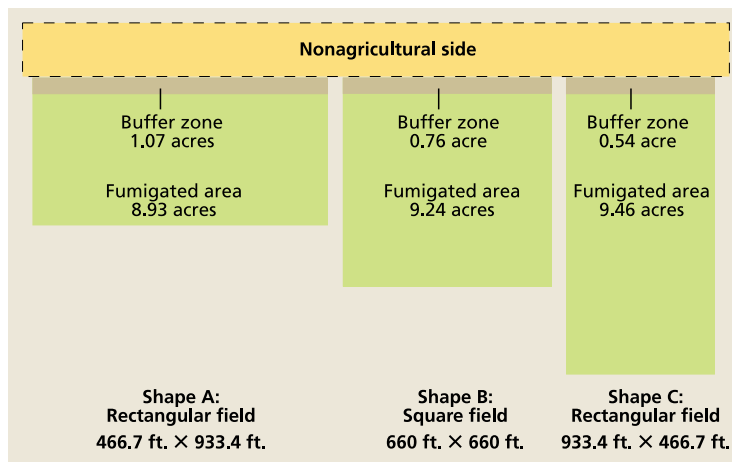 Nonagricultural side
Buffer zone
1.07 acres
Fumigated area
8.93 acres
Buffer zone
0.76 acre
Fumigated area
9.24 acres
Buffer zone
0.54 acre
Fumigated area
9.46 acres
Shape A:
Rectangular field
466.7 ft. × 933.4 ft.
Shape B:
Square field
660 ft. × 660 ft.
Shape C:
Rectangular field
933.4 ft. × 466.7 ft.